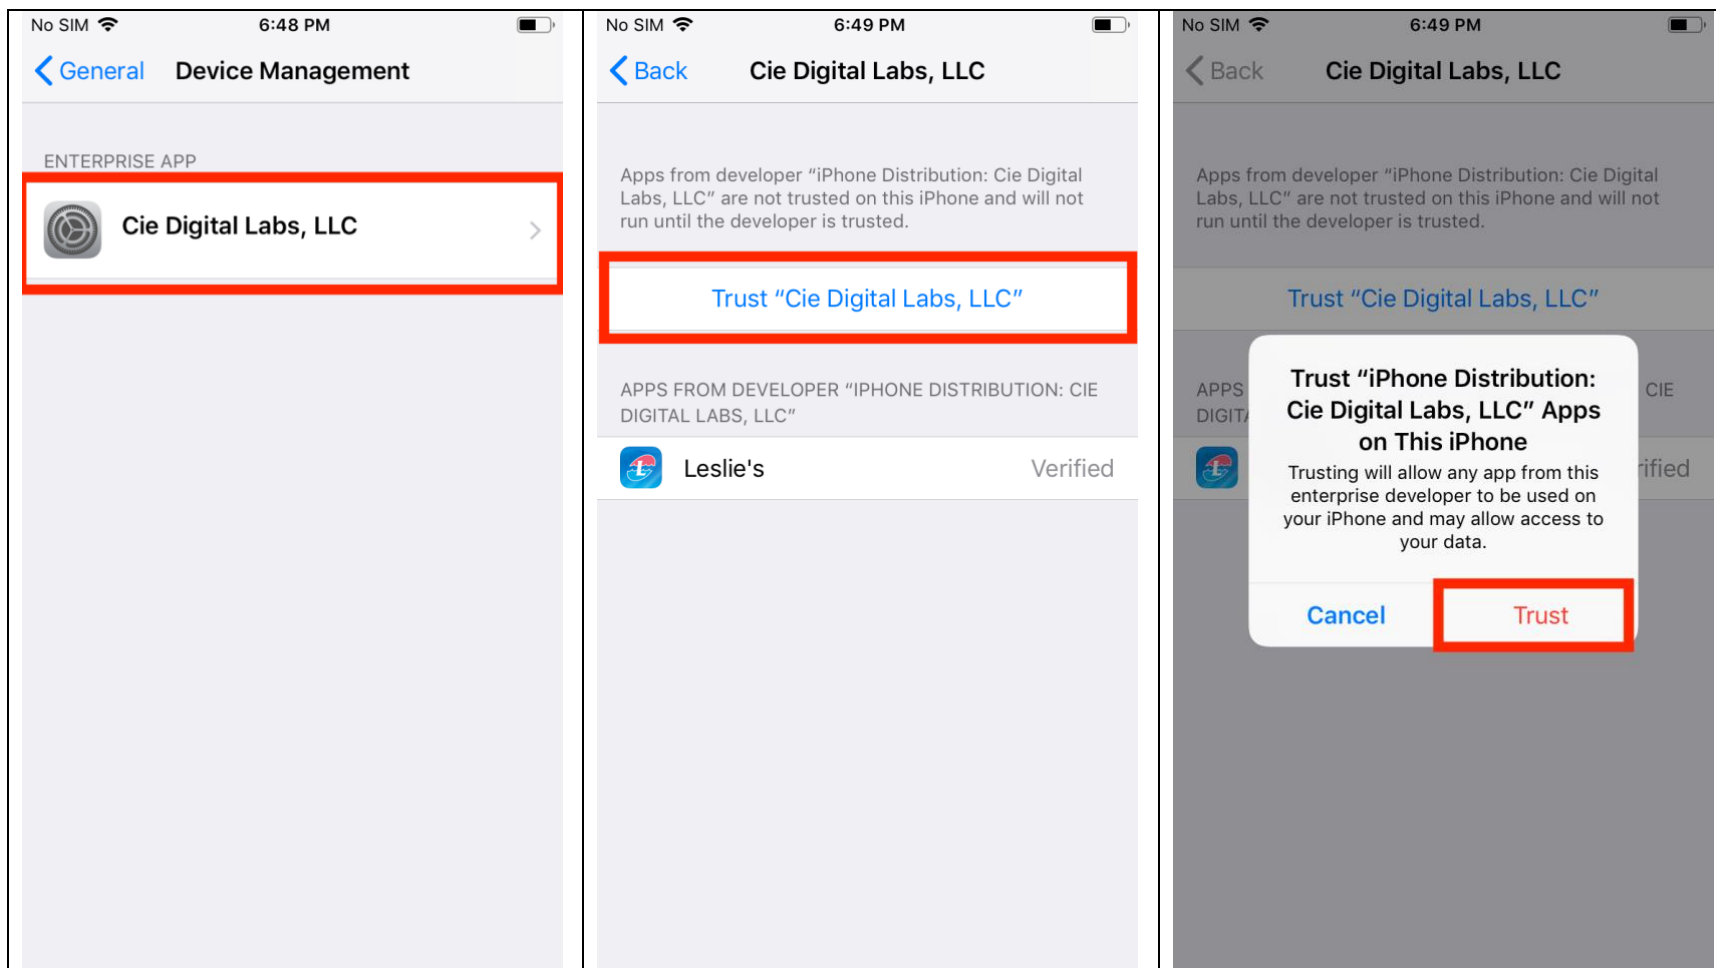 No SIM 6:48 PM
General Device Management
ENTERPRISE APP
Cie Digital Labs, LLC
No SIM 6:49 PM
Back Cie Digital Labs, LLC
Apps from developer “iPhone Distribution: Cie Digital
Labs, LLC” are not trusted on this iPhone and will not
run until the developer is trusted.
Trust “Cie Digital Labs, LLC”
APPS FROM DEVELOPER “IPHONE DISTRIBUTION: CIE
DIGITAL LABS, LLC”
Leslie's Verified
No SIM 6:49 PM
Back Cie Digital Labs, LLC
Apps from developer “iPhone Distribution: Cie Digital
Labs, LLC” are not trusted on this iPhone and will not
run until the developer is trusted.
Trust “Cie Digital Labs, LLC”
APPS CIE
DIGITA
rified
Trust “iPhone Distribution:
Cie Digital Labs, LLC” Apps
on This iPhone
Trusting will allow any app from this
enterprise developer to be used on
your iPhone and may allow access to
your data.
Cancel Trust